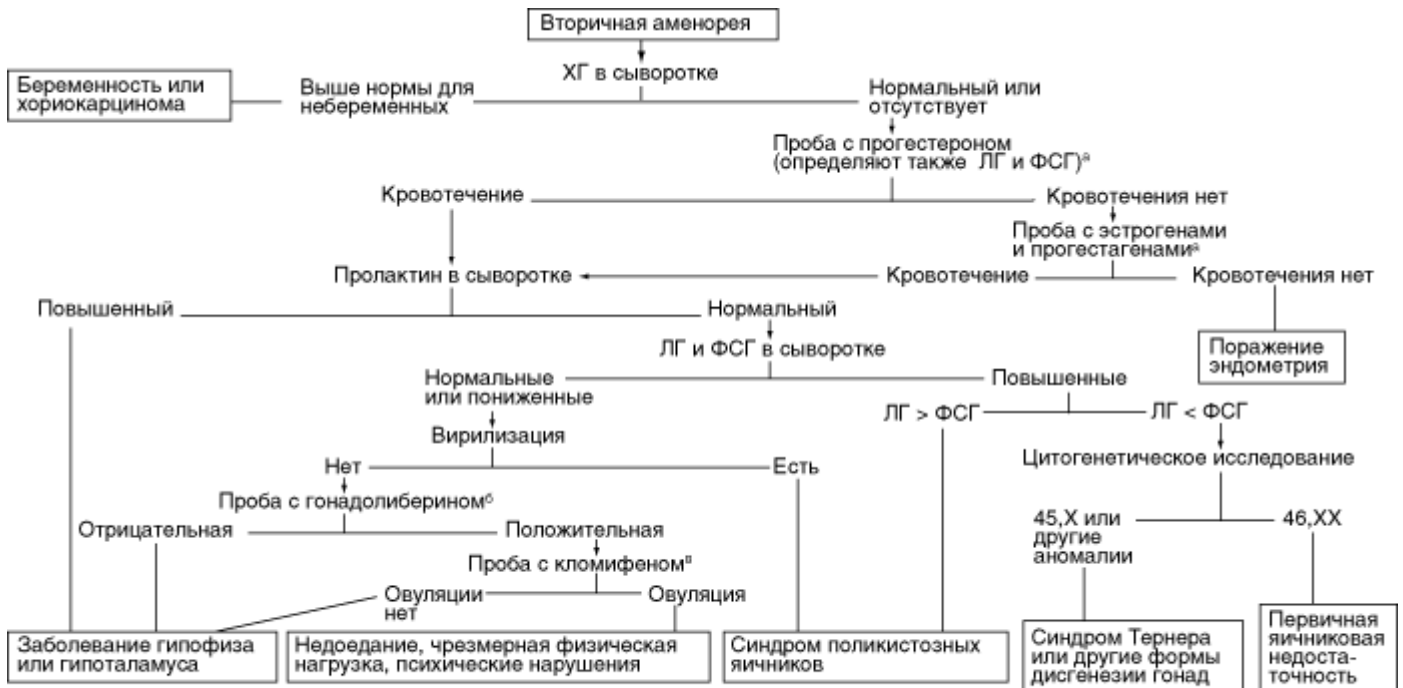 Вторичная аменорея
ХГ в сыворотке
Беременность или
хориокарцинома
Выше нормы для
небеременных
Нормальный или
отсутствует
Проба с прогестероном
(определяют также ЛГ и ФСГ)а
Кровотечение
Кровотечения нет
Проба с эстрогенами
и прогестагенамиа
Пролактин в сыворотке
Кровотечение
Кровотечения нет
Повышенный
Нормальный
ЛГ и ФСГ в сыворотке
Поражение
эндометрия
Нормальные
или пониженные
Повышенные
ЛГ > ФСГ
ЛГ < ФСГ
Вирилизация
Нет
Есть
Цитогенетическое исследование
Проба с гонадолибериномб
Отрицательная
Положительная
45,X или
другие
аномалии
46,XX
Проба с кломифеномв
Овуляции
нет
Овуляция
Заболевание гипофиза
или гипоталамуса
Недоедание, чрезмерная физическая
нагрузка, психические нарушения
Синдром поликистозных
яичников
Синдром Тернера
или другие формы
дисгенезии гонад
Первичная
яичниковая
недоста-
точность